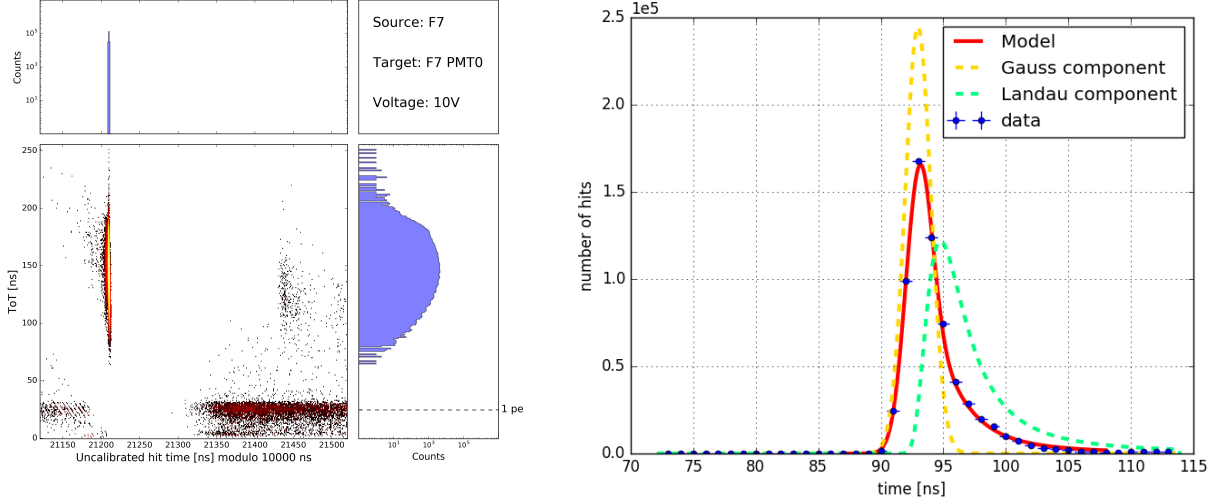 Source: F7
Target: F7 PMT0
Voltage: 10V
Counts
10⁵
10³
10¹
ToT [ns]
250
200
150
100
50
0
21150 21200 21250 21300 21350 21400 21450 21500
Uncalibrated hit time [ns] modulo 10000 ns
1 pe
10¹ 10³ 10⁵
Counts
1e5
2.5
2.0
1.5
1.0
0.5
0.0
number of hits
Model
Gauss component
Landau component
data
70 75 80 85 90 95 100 105 110 115
time [ns]